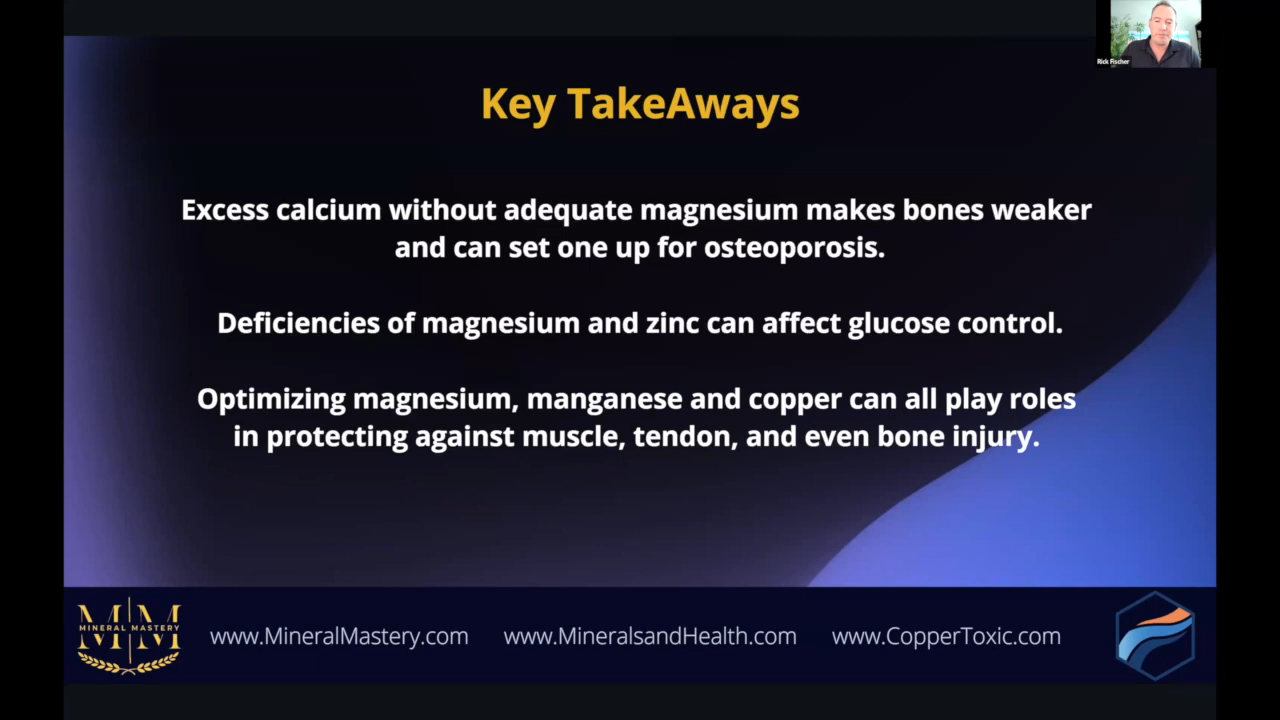 Rick Fischer
Key TakeAways
Excess calcium without adequate magnesium makes bones weaker
and can set one up for osteoporosis.
Deficiencies of magnesium and zinc can affect glucose control.
Optimizing magnesium, manganese and copper can all play roles
in protecting against muscle, tendon, and even bone injury.
MM
MINERAL MASTERY
www.MineralMastery.com
www.MineralsandHealth.com
www.CopperToxic.com